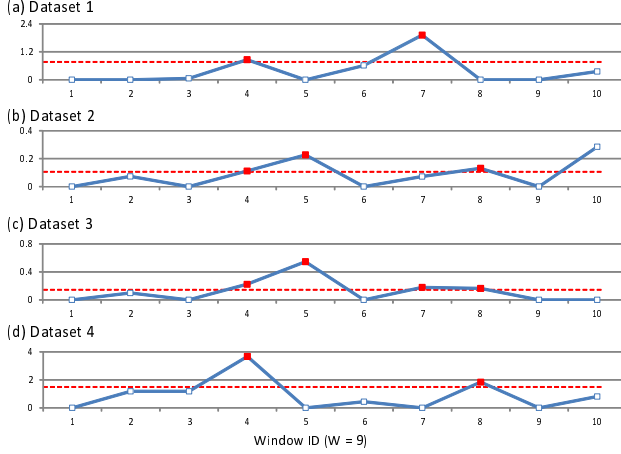 (a) Dataset 1
2.4
1.2
0
1 2 3 4 5 6 7 8 9 10
(b) Dataset 2
0.4
0.2
0
1 2 3 4 5 6 7 8 9 10
(c) Dataset 3
0.8
0.4
0
1 2 3 4 5 6 7 8 9 10
(d) Dataset 4
4
2
0
1 2 3 4 5 6 7 8 9 10
Window ID (W = 9)